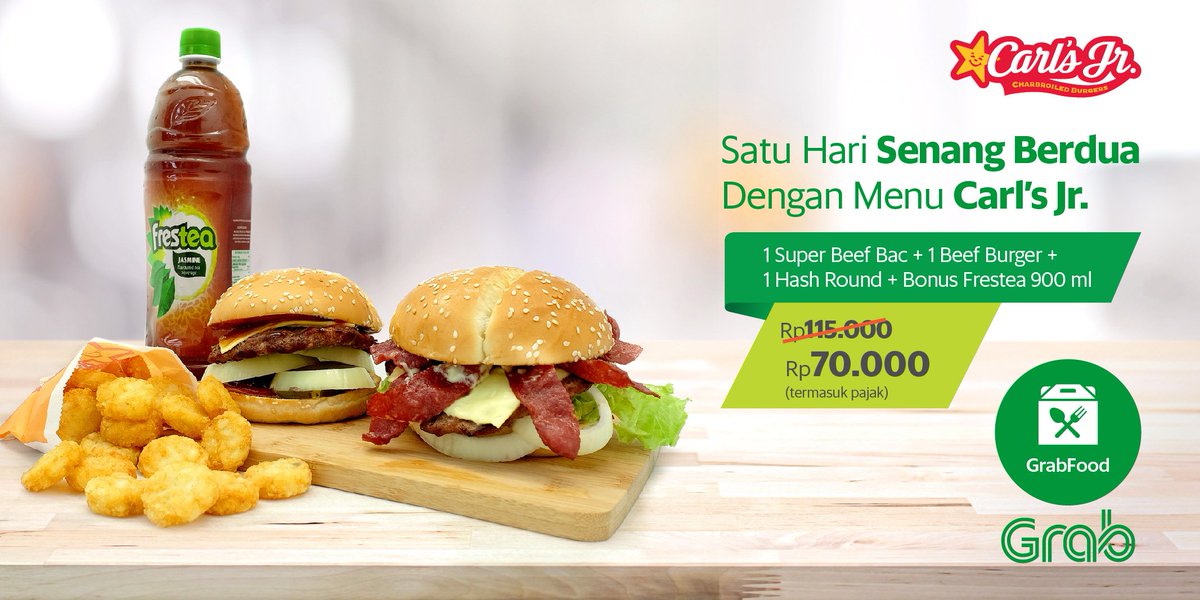 Carl's Jr.
CHARBROILED BURGERS
Satu Hari Senang Berdua
Dengan Menu Carl's Jr.
1 Super Beef Bac + 1 Beef Burger +
1 Hash Round + Bonus Frestea 900 ml
Rp115.000
Rp70.000
(termasuk pajak)
GrabFood
Grab
frestea
JASMINE